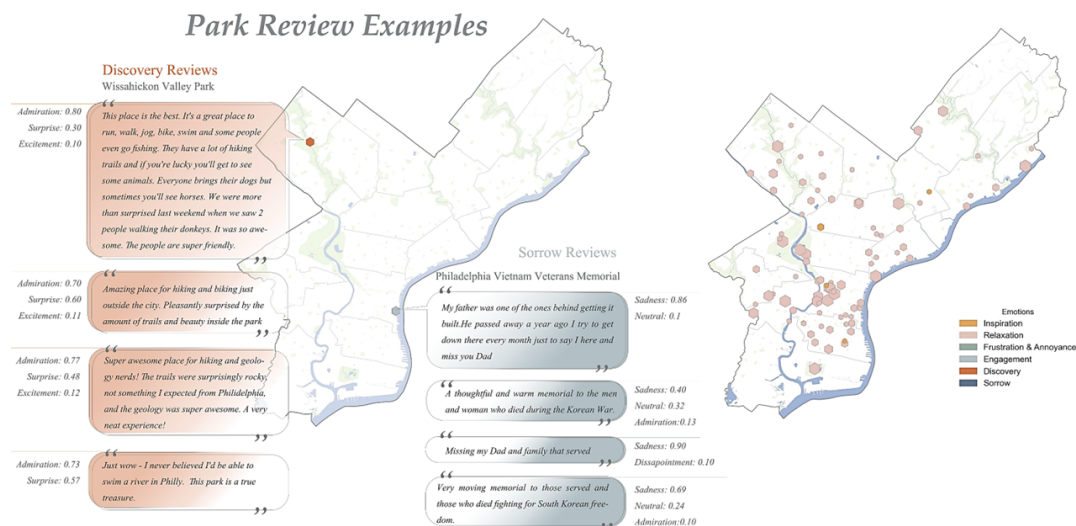 Park Review Examples
Discovery Reviews
Wissahickon Valley Park
Admiration: 0.80
Surprise: 0.30
Excitement: 0.10
“
This place is the best. It's a great place to
run, walk, jog, bike, swim and some people
even go fishing. They have a lot of hiking
trails and if you're lucky you'll get to see
some animals. Everyone brings their dogs but
sometimes you'll see horses. We were more
than surprised last weekend when we saw 2
people walking their donkeys. It was so awe-
some. The people are super friendly.
”
Admiration: 0.70
Surprise: 0.60
Excitement: 0.11
“
Amazing place for hiking and biking just
outside the city. Pleasantly surprised by the
amount of trails and beauty inside the park
”
Admiration: 0.77
Surprise: 0.48
Excitement: 0.12
“
Super awesome place for hiking and geolo-
gy nerds! The trails were surprisingly rocky,
not something I expected from Philidelphia,
and the geology was super awesome. A very
neat experience!
”
Admiration: 0.73
Surprise: 0.57
“
Just wow - I never believed I'd be able to
swim a river in Philly. This park is a true
treasure.
”
Sorrow Reviews
Philadelphia Vietnam Veterans Memorial
“
My father was one of the ones behind getting it
built.He passed away a year ago I try to get
down there every month just to say I here and
miss you Dad
”
Sadness: 0.86
Neutral: 0.1
“
A thoughtful and warm memorial to the men
and woman who died during the Korean War.
”
Sadness: 0.40
Neutral: 0.32
Admiration:0.13
“
Missing my Dad and family that served
”
Sadness: 0.90
Dissapointment: 0.10
“
Very moving memorial to those served and
those who died fighting for South Korean free-
dom.
”
Sadness: 0.69
Neutral: 0.24
Admiration:0.10
Emotions
Inspiration
Relaxation
Frustration & Annoyance
Engagement
Discovery
Sorrow